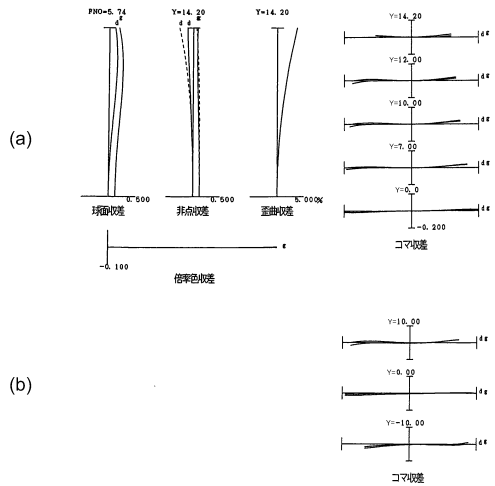 (a)
FNO=5.74
d g
0.500
球面収差
Y=14.20
d d g
0.500
非点収差
Y=14.20
5.000%
歪曲収差
g
-0.100
倍率色収差
Y=14.20
d g
Y=12.00
d g
Y=10.00
d g
Y=7.00
d g
Y=0.0
d g
-0.200
コマ収差
(b)
Y=10.00
d g
Y=0.00
d g
Y=-10.00
d g
コマ収差